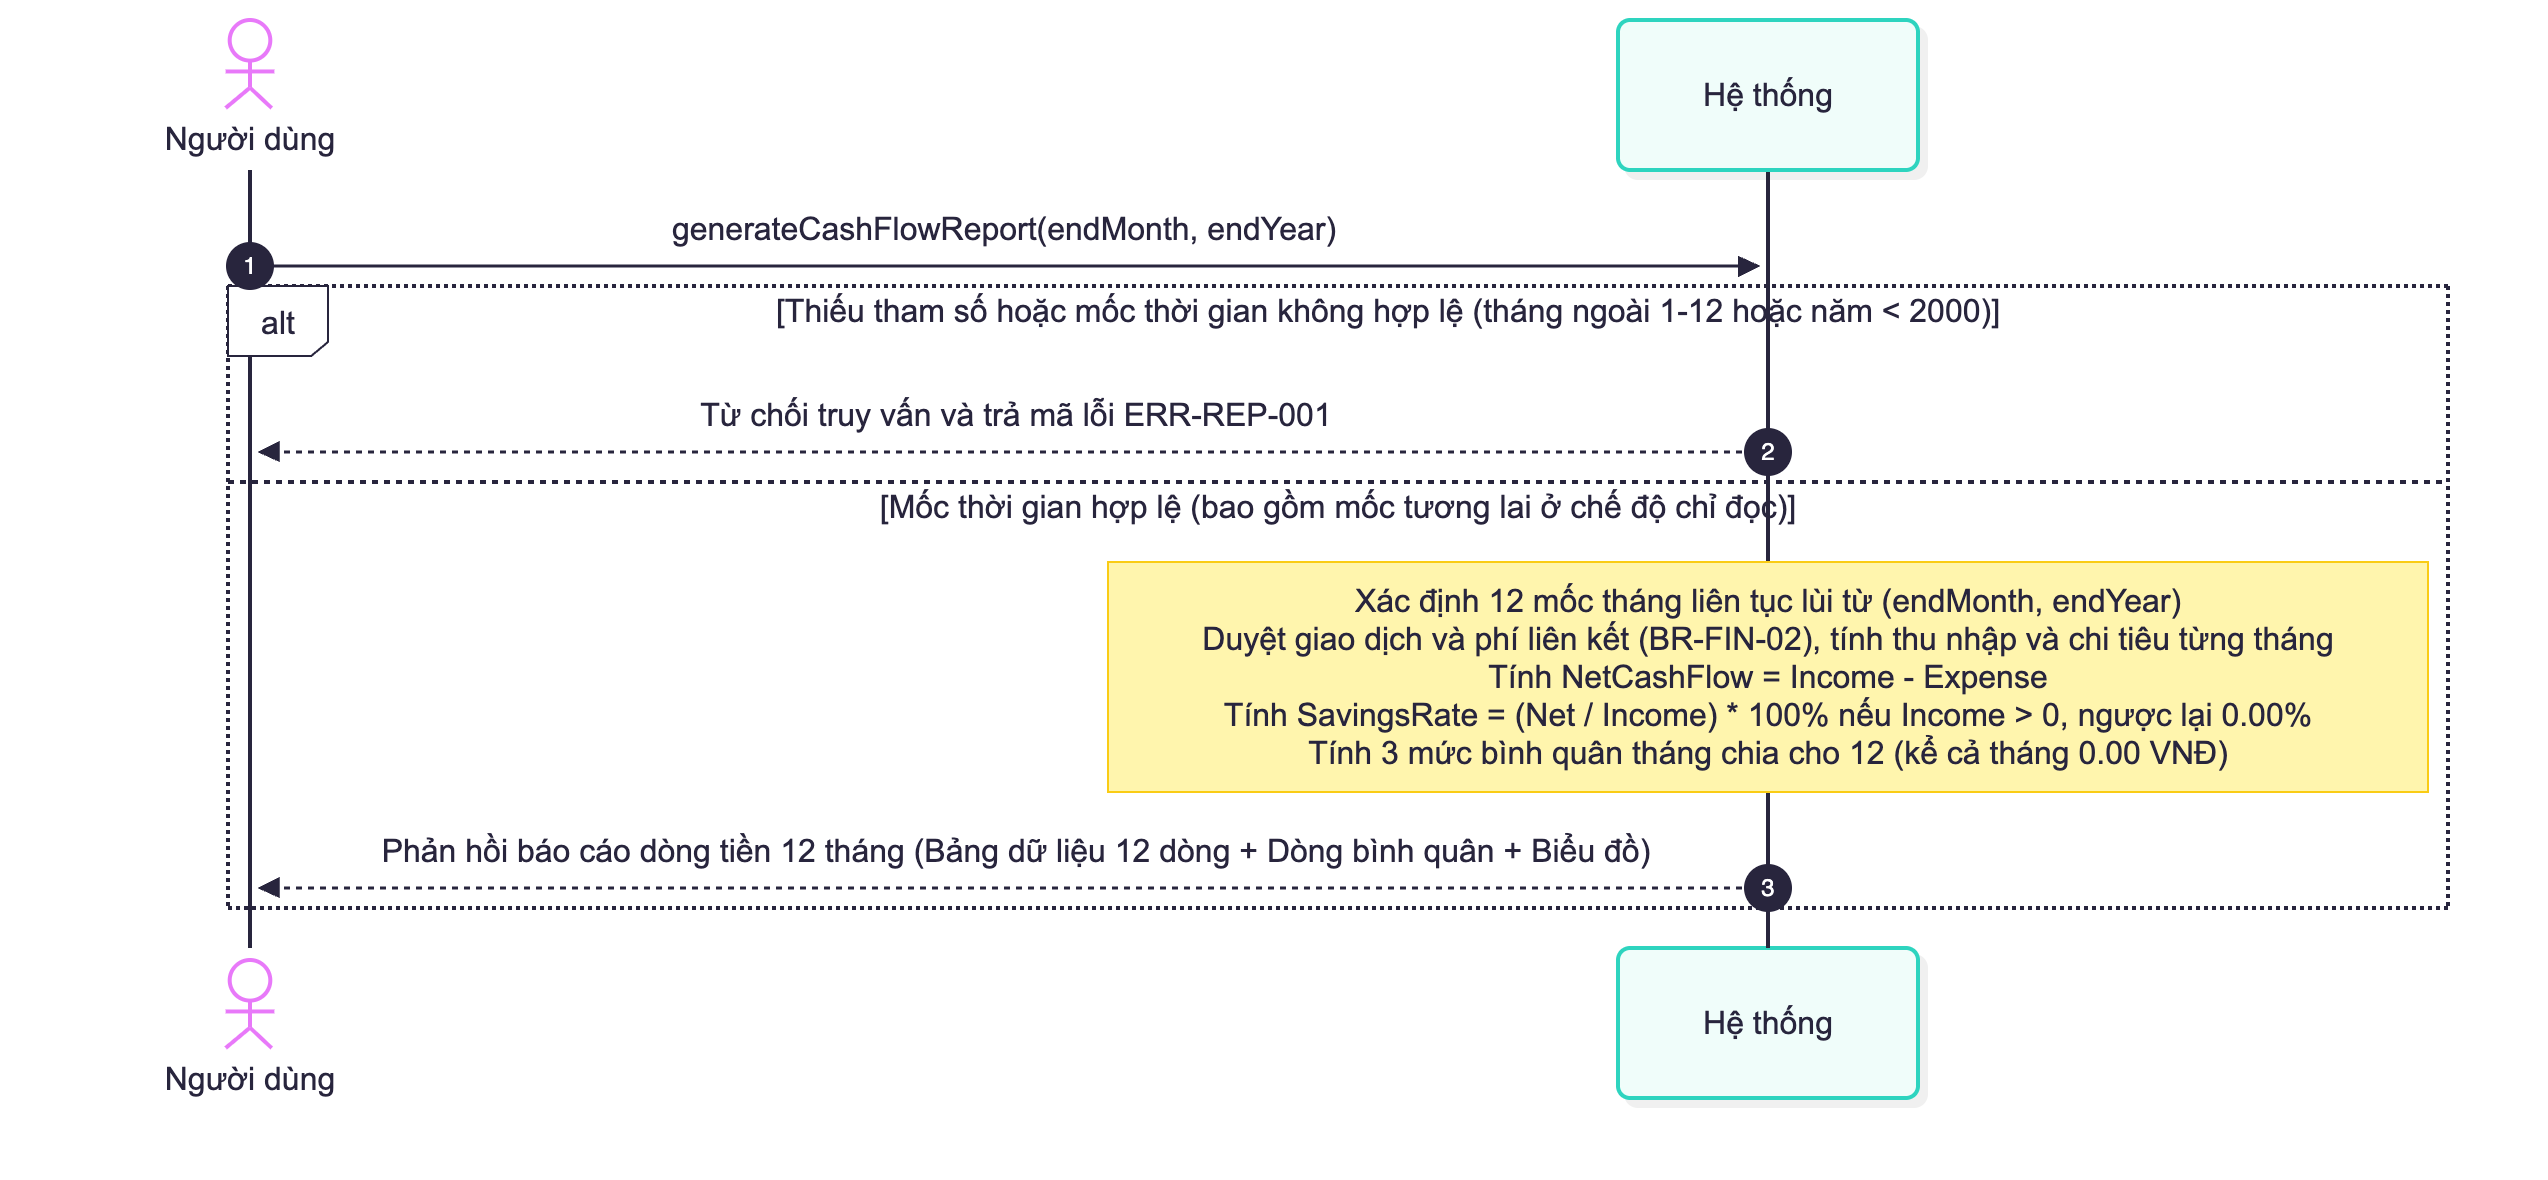 Người dùng
Hệ thống
generateCashFlowReport(endMonth, endYear)
1
alt
[Thiếu tham số hoặc mốc thời gian không hợp lệ (tháng ngoài 1-12 hoặc năm < 2000)]
Từ chối truy vấn và trả mã lỗi ERR-REP-001
2
[Mốc thời gian hợp lệ (bao gồm mốc tương lai ở chế độ chỉ đọc)]
Xác định 12 mốc tháng liên tục lùi từ (endMonth, endYear)
Duyệt giao dịch và phí liên kết (BR-FIN-02), tính thu nhập và chi tiêu từng tháng
Tính NetCashFlow = Income - Expense
Tính SavingsRate = (Net / Income) * 100% nếu Income > 0, ngược lại 0.00%
Tính 3 mức bình quân tháng chia cho 12 (kể cả tháng 0.00 VNĐ)
Phản hồi báo cáo dòng tiền 12 tháng (Bảng dữ liệu 12 dòng + Dòng bình quân + Biểu đồ)
3
Người dùng
Hệ thống